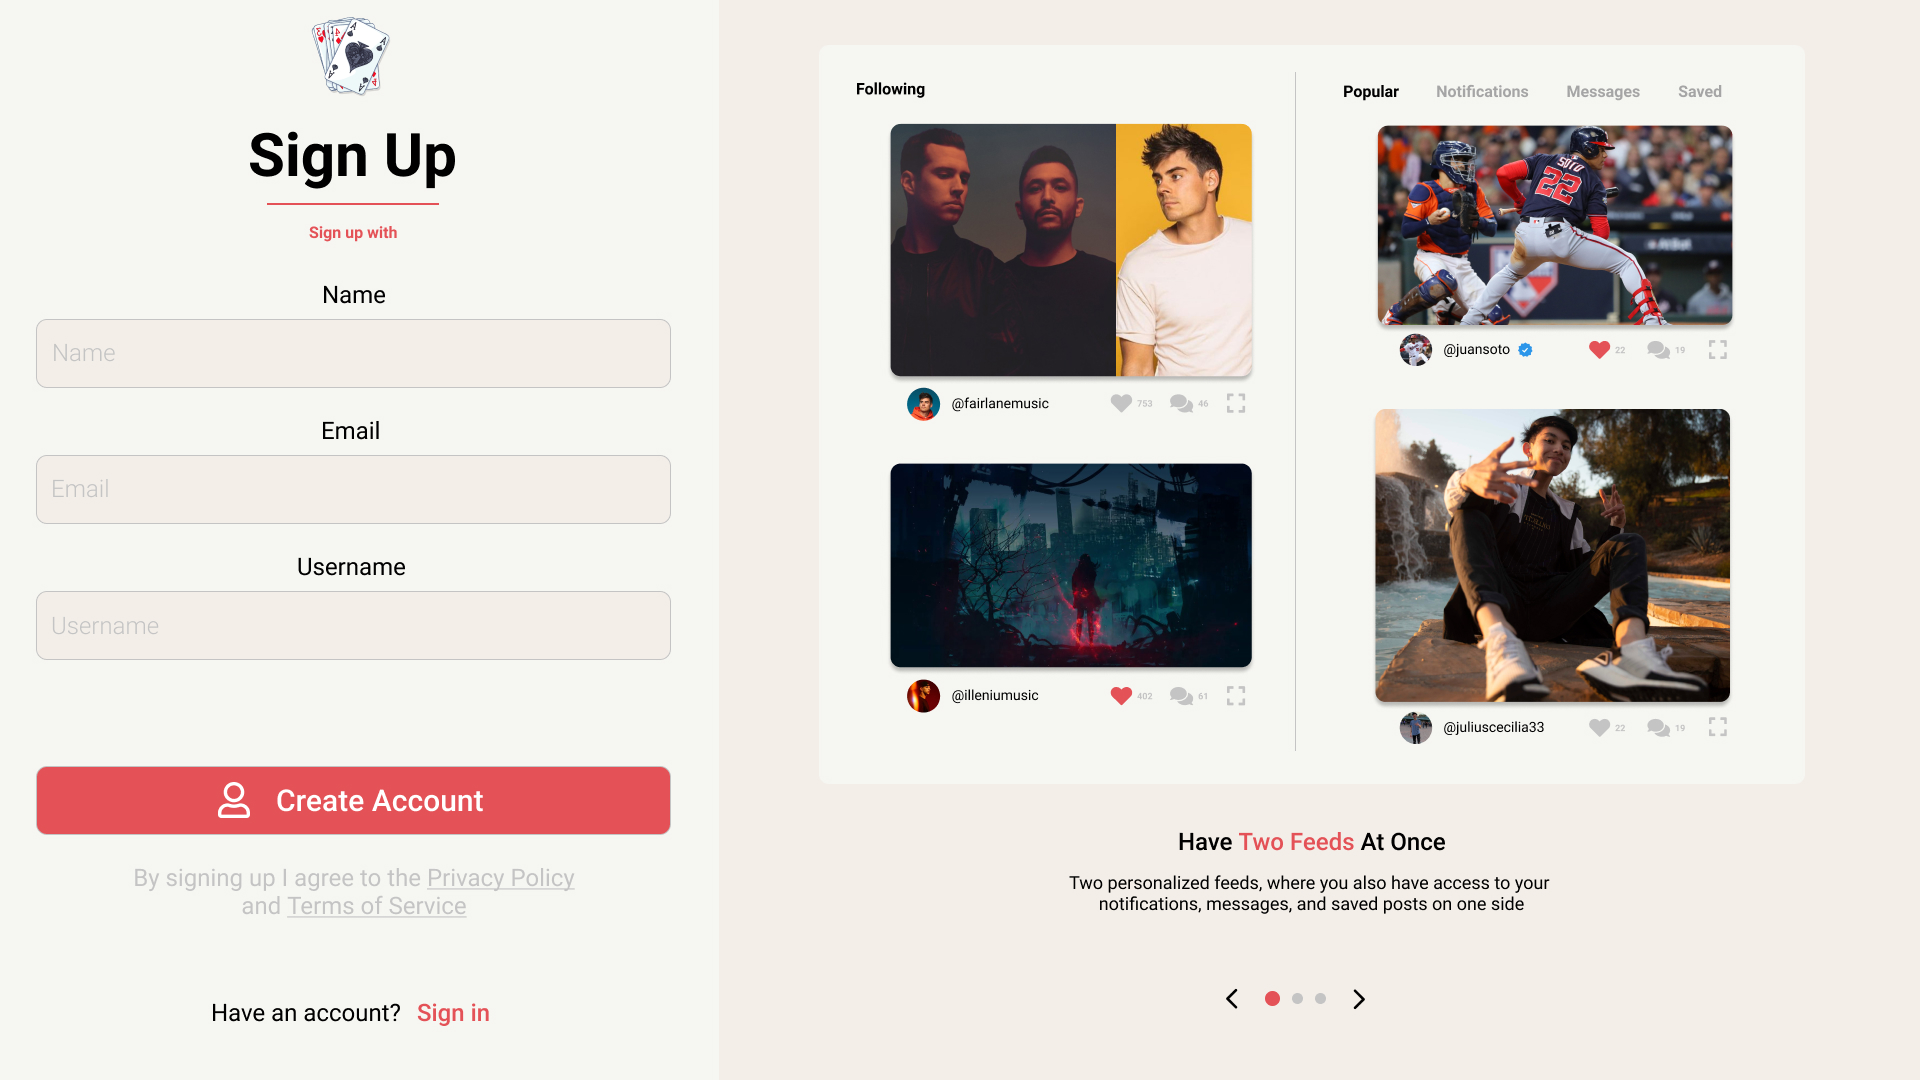 Sign Up
Sign up with
Name
Name
Email
Email
Username
Username
Create Account
By signing up I agree to the Privacy Policy
and Terms of Service
Have an account? Sign in
Following
@fairlanemusic 753 46
@illeniumusic 402 61
Popular Notifications Messages Saved
SOTO
22
@juansoto 22 19
@juliuscecilia33 22 19
Have Two Feeds At Once
Two personalized feeds, where you also have access to your
notifications, messages, and saved posts on one side